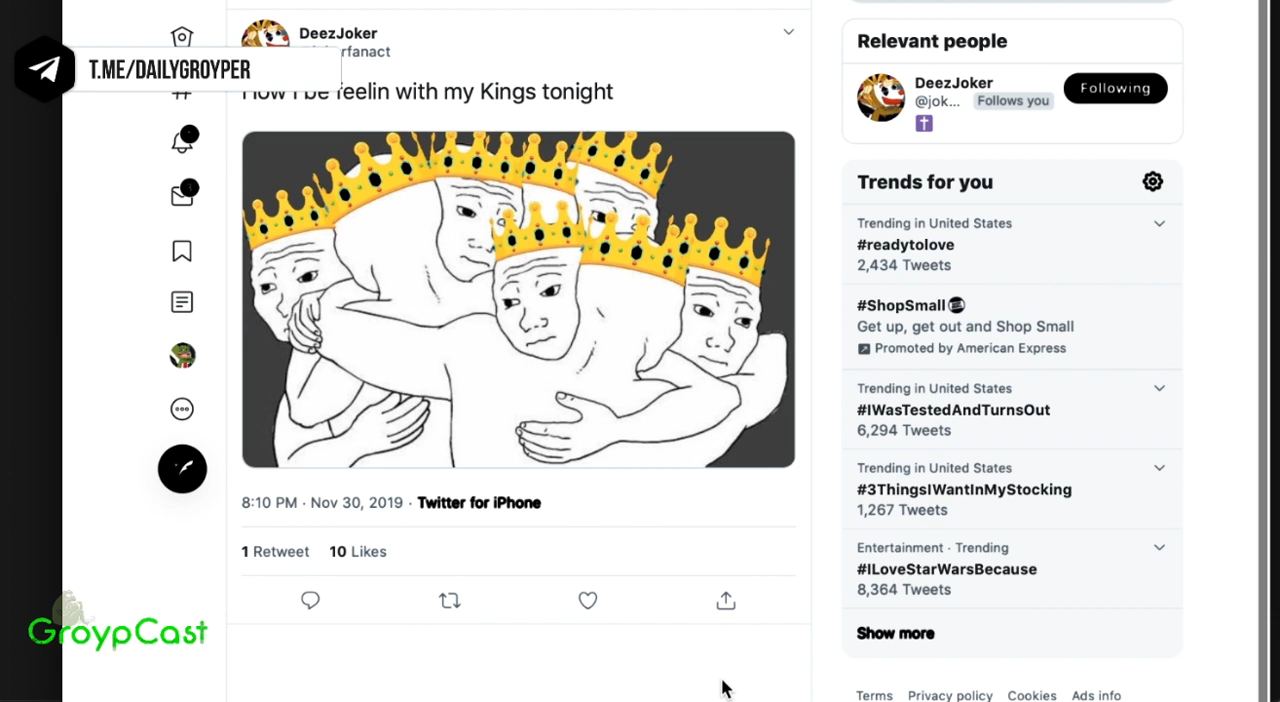 DeezJoker
rfanact
T.ME/DAILYGROYPER
How I be feelin with my Kings tonight
8:10 PM · Nov 30, 2019 · Twitter for iPhone
1 Retweet 10 Likes
GroypCast
Relevant people
DeezJoker
@jok... Follows you
Following
Trends for you
Trending in United States
#readytolove
2,434 Tweets
#ShopSmall
Get up, get out and Shop Small
Promoted by American Express
Trending in United States
#IWasTestedAndTurnsOut
6,294 Tweets
Trending in United States
#3ThingsIWantInMyStocking
1,267 Tweets
Entertainment · Trending
#ILoveStarWarsBecause
8,364 Tweets
Show more
Terms Privacy policy Cookies Ads info